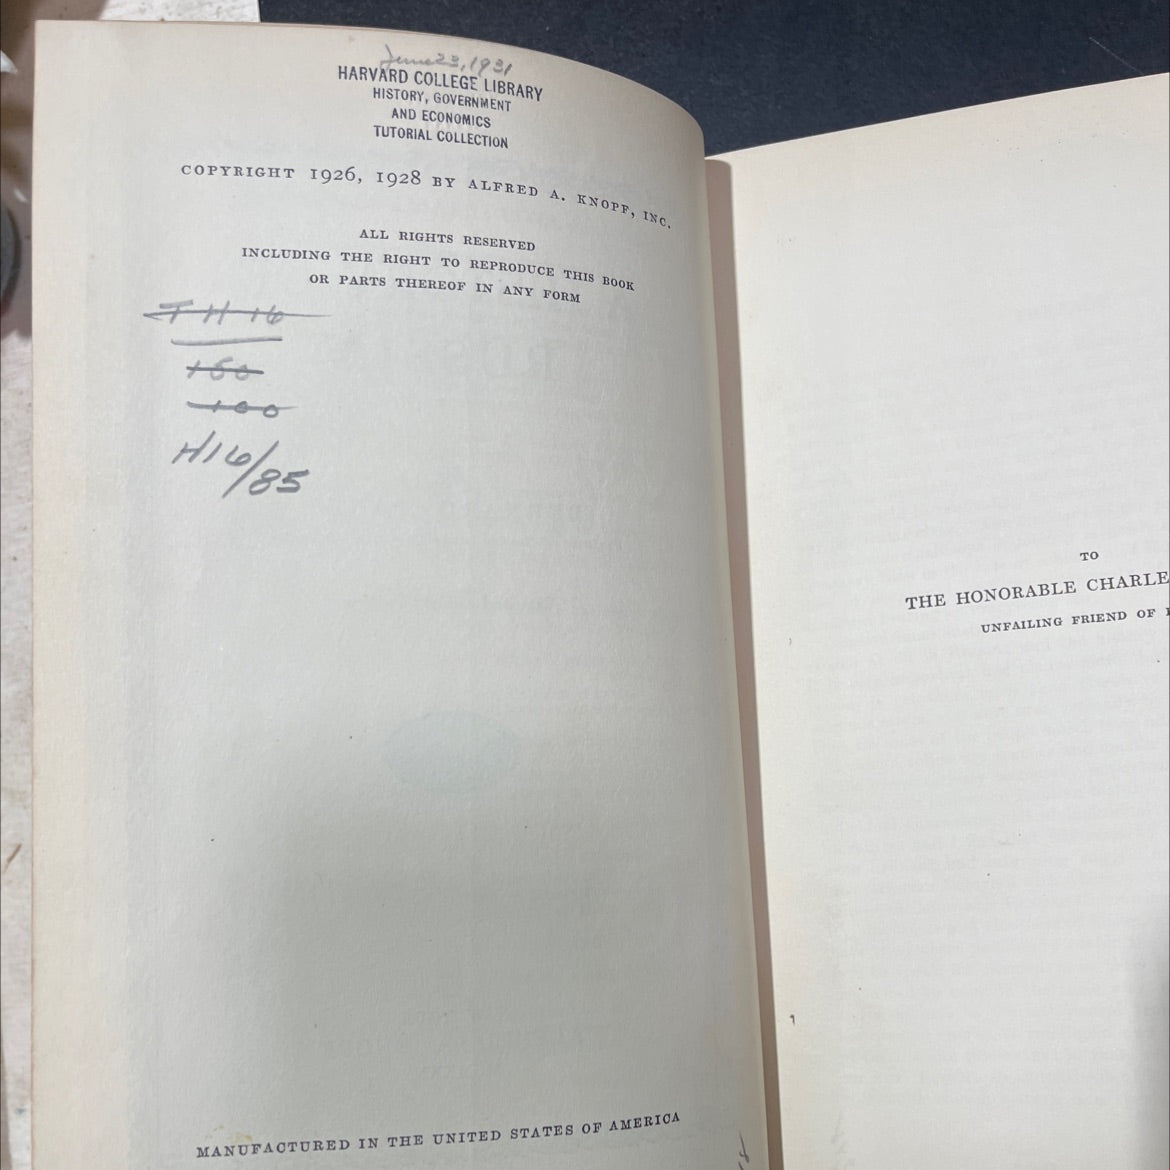 June 23, 1931
HARVARD COLLEGE LIBRARY
HISTORY, GOVERNMENT
AND ECONOMICS
TUTORIAL COLLECTION
COPYRIGHT 1926, 1928 BY ALFRED A. KNOPF, INC.
ALL RIGHTS RESERVED
INCLUDING THE RIGHT TO REPRODUCE THIS BOOK
OR PARTS THEREOF IN ANY FORM
T H 16
100
H16/85
MANUFACTURED IN THE UNITED STATES OF AMERICA
TO
THE HONORABLE CHARLE
UNFAILING FRIEND OF